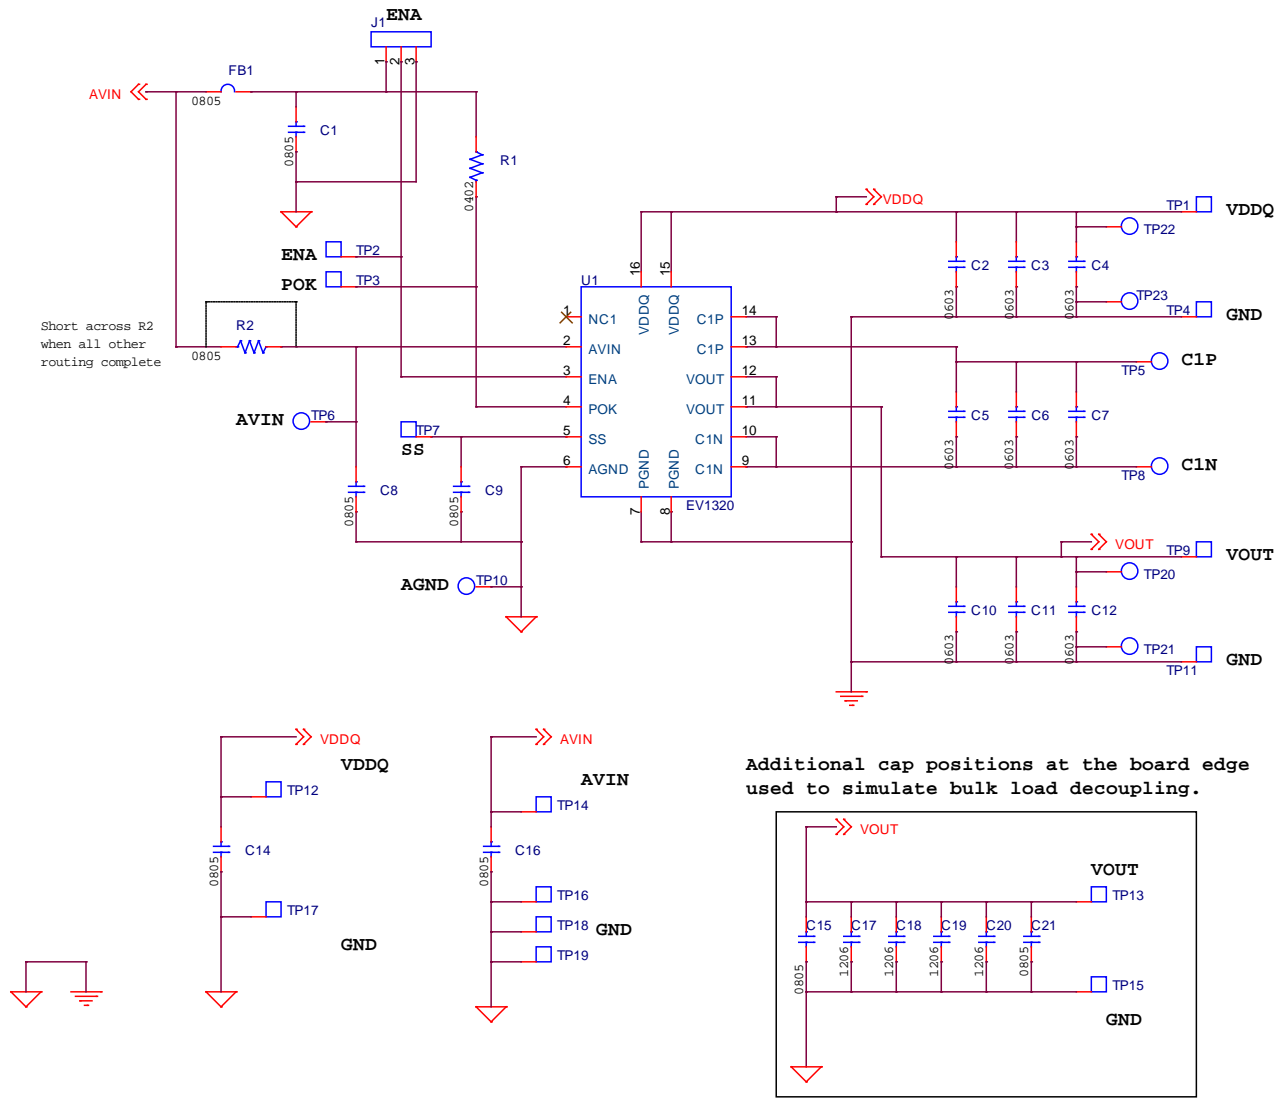 ENA
J1
1
2
3
FB1
AVIN
0805
C1
0805
R1
0402
VDDQ
TP1
VDDQ
TP22
ENA
TP2
POK
TP3
16
15
U1
C2
C3
C4
TP23
0603
0603
0603
TP4
GND
Short across R2
when all other
routing complete
R2
0805
1
NC1
VDDQ
VDDQ
C1P
14
2
AVIN
C1P
13
3
ENA
VOUT
12
4
POK
VOUT
11
5
SS
C1N
10
6
AGND
PGND
PGND
C1N
9
7
8
EV1320
TP5
C1P
C5
C6
C7
0603
0603
0603
TP8
C1N
AVIN
TP6
TP7
SS
C8
0805
C9
0805
VOUT
TP9
VOUT
TP20
AGND
TP10
C10
C11
C12
0603
0603
0603
TP21
TP11
GND
VDDQ
VDDQ
TP12
C14
0805
TP17
GND
AVIN
AVIN
TP14
C16
0805
TP16
TP18
GND
TP19
Additional cap positions at the board edge
used to simulate bulk load decoupling.
VOUT
VOUT
TP13
C15
C17
C18
C19
C20
C21
0805
1206
1206
1206
1206
0805
TP15
GND